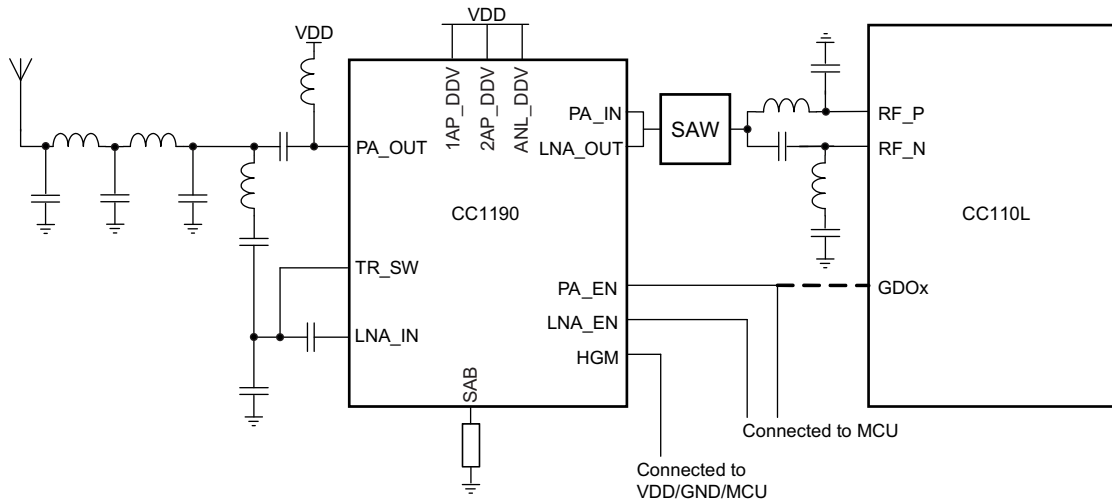 VDD
VDD
1AP_DDV
2AP_DDV
ANL_DDV
PA_OUT
TR_SW
LNA_IN
SAB
CC1190
PA_IN
LNA_OUT
PA_EN
LNA_EN
HGM
SAW
RF_P
RF_N
CC110L
GDOx
Connected to MCU
Connected to
VDD/GND/MCU